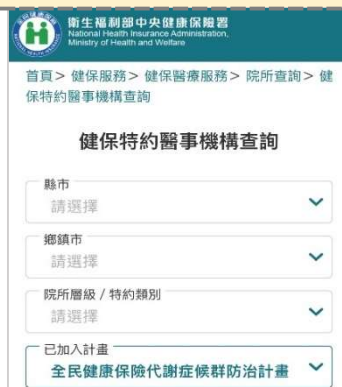 衛生福利部中央健康保險署
National Health Insurance Administration,
Ministry of Health and Welfare
首頁> 健保服務> 健保醫療服務> 院所查詢> 健
保特約醫事機構查詢
健保特約醫事機構查詢
縣市
請選擇
鄉鎮市
請選擇
院所層級 / 特約類別
請選擇
已加入計畫
全民健康保險代謝症候群防治計畫